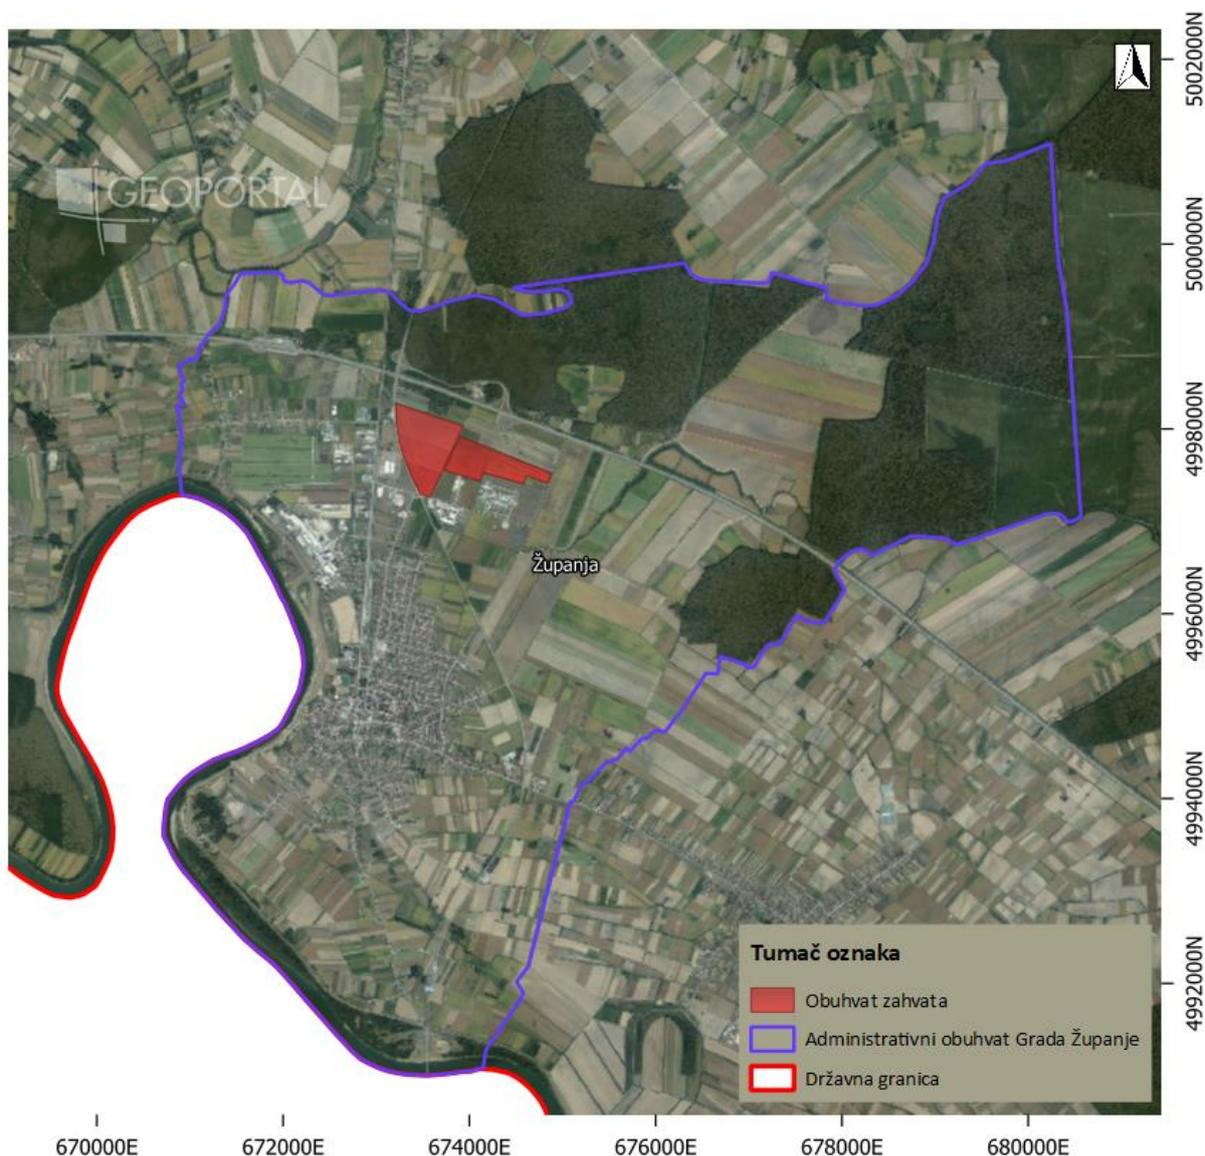 5002000N
GEOPORTAL
5000000N
4998000N
Županja
4996000N
4994000N
4992000N
Tumač oznaka
Obuhvat zahvata
Administrativni obuhvat Grada Županje
Državna granica
670000E 672000E 674000E 676000E 678000E 680000E